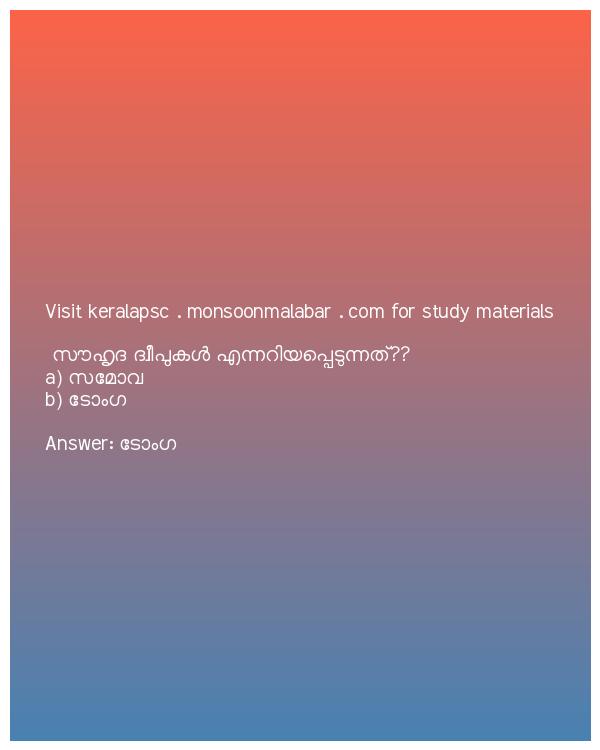 Visit keralapsc . monsoonmalabar . com for study materials
സൗഹൃദ ദ്വീപുകൾ എന്നറിയപ്പെടുന്നത്??
a) സമോവ
b) ടോംഗ
Answer: ടോംഗ